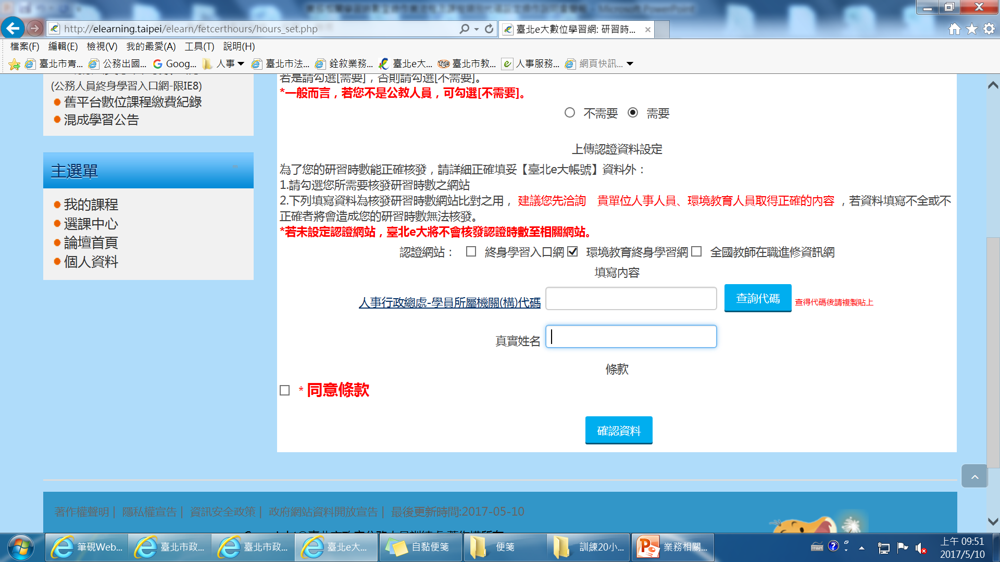 http://elearning.taipei/elearn/fetcerthours/hours_set.php
臺北e大數位學習網: 研習時...
檔案(F) 編輯(E) 檢視(V) 我的最愛(A) 工具(T) 說明(H)
臺北市青... 公務出國... Goog... 人事 臺北市法... 銓敘業務... 臺北e大... 臺北市教... 人事服務... 網頁快訊...
(公務人員終身學習入口網-限IE8)
舊平台數位課程繳費紀錄
混成學習公告
主選單
我的課程
選課中心
論壇首頁
個人資料
若是請勾選[需要]，否則請勾選[不需要]。
*一般而言，若您不是公教人員，可勾選[不需要]。
不需要 需要
上傳認證資料設定
為了您的研習時數能正確核發，請詳細正確填妥【臺北e大帳號】資料外：
1.請勾選您所需要核發研習時數之網站
2.下列填寫資料為核發研習時數網站比對之用， 建議您先洽詢 貴單位人事人員、環境教育人員取得正確的內容 ，若資料填寫不全或不
正確者將會造成您的研習時數無法核發。
*若未設定認證網站，臺北e大將不會核發認證時數至相關網站。
認證網站： 終身學習入口網 環境教育終身學習網 全國教師在職進修資訊網
填寫內容
人事行政總處-學員所屬機關(構)代碼 查詢代碼 查得代碼後請複製貼上
真實姓名
條款
* 同意條款
確認資料
著作權聲明 | 隱私權宣告 | 資訊安全政策 | 政府網站資料開放宣告 | 最後更新時間:2017-05-10
筆硯Web... 臺北市政... 臺北市政... 臺北e大... 自黏便箋 便箋 訓練20小... 業務相關...
上午 09:51
2017/5/10